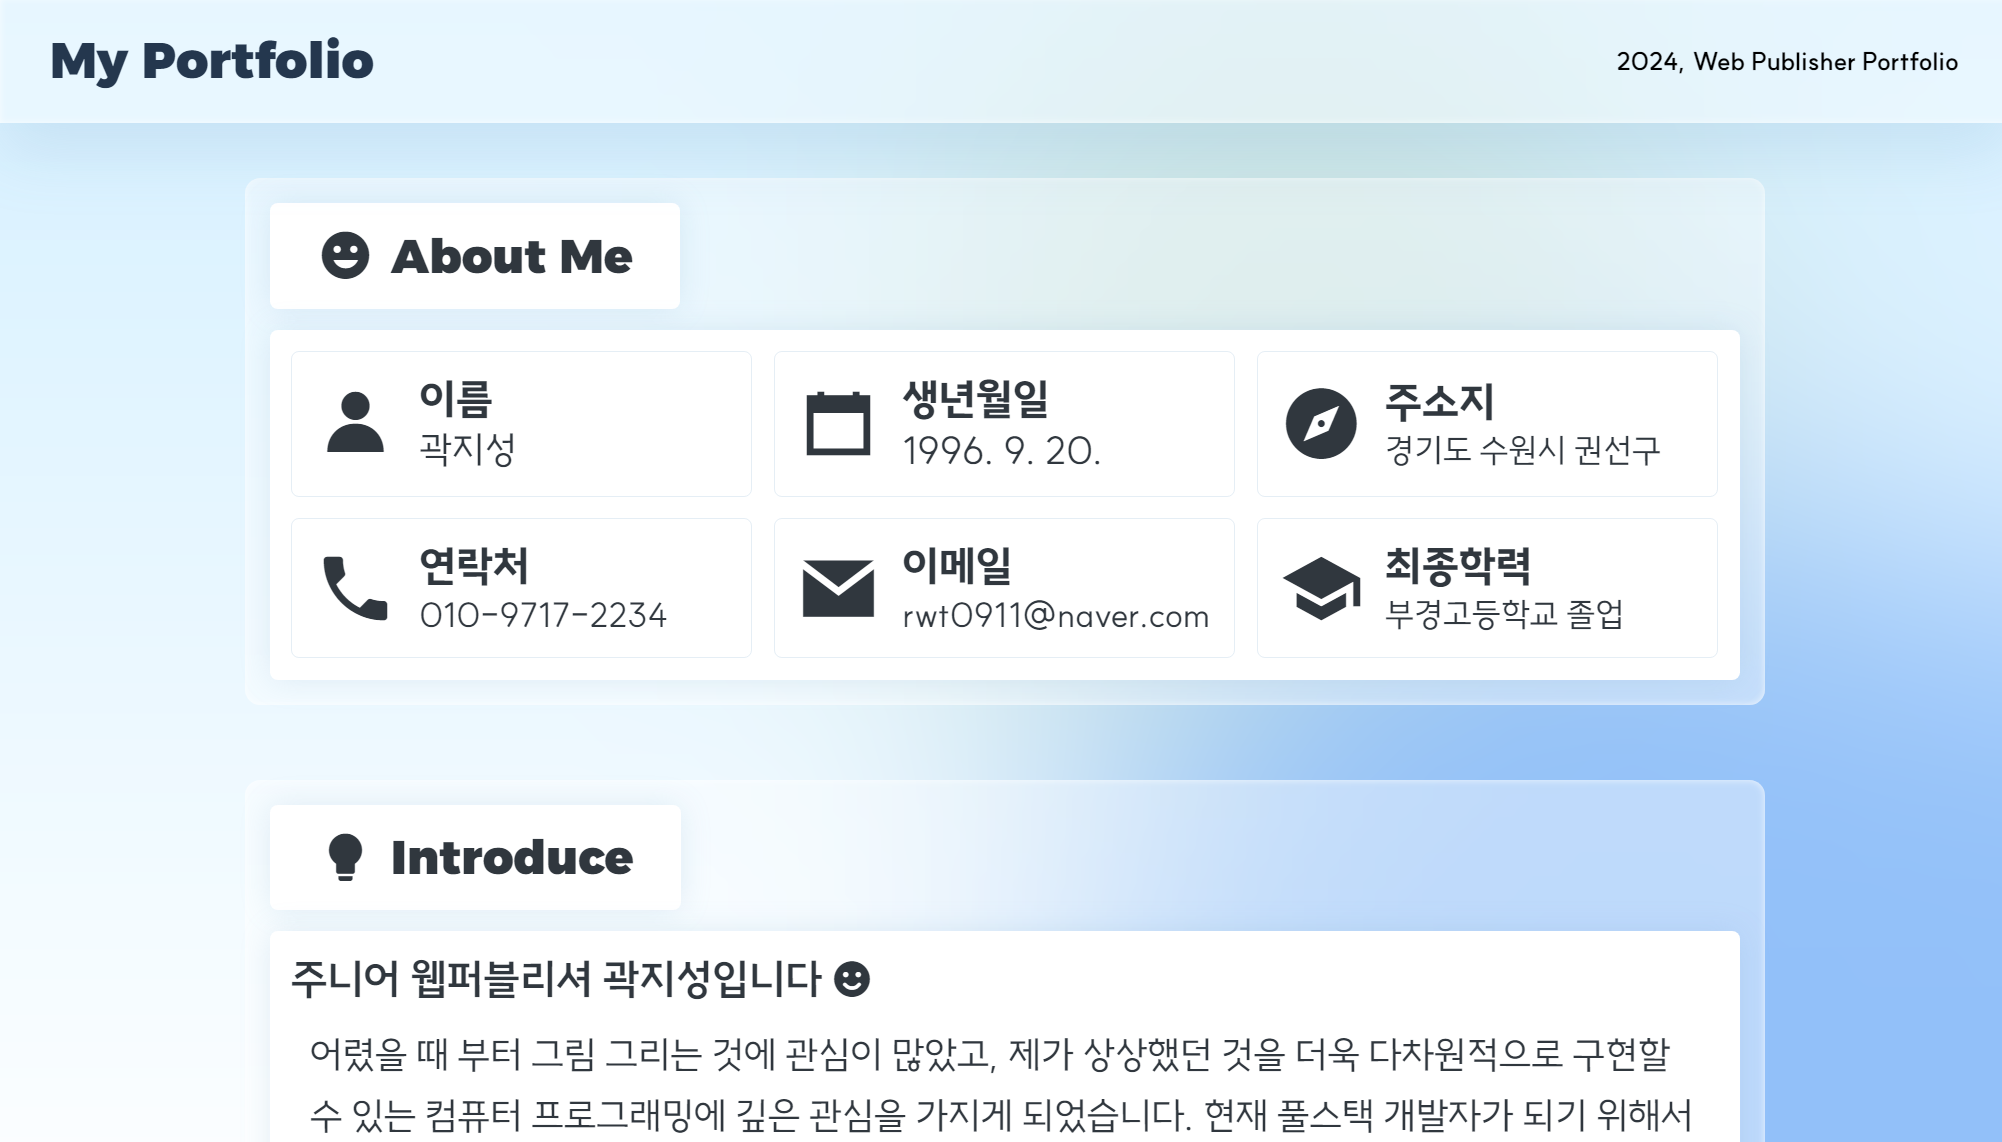 My Portfolio
2024, Web Publisher Portfolio
About Me
이름
곽지성
생년월일
1996. 9. 20.
주소지
경기도 수원시 권선구
연락처
010-9717-2234
이메일
rwt0911@naver.com
최종학력
부경고등학교 졸업
Introduce
주니어 웹퍼블리셔 곽지성입니다
어렸을 때 부터 그림 그리는 것에 관심이 많았고, 제가 상상했던 것을 더욱 다차원적으로 구현할
수 있는 컴퓨터 프로그래밍에 깊은 관심을 가지게 되었습니다. 현재 풀스택 개발자가 되기 위해서